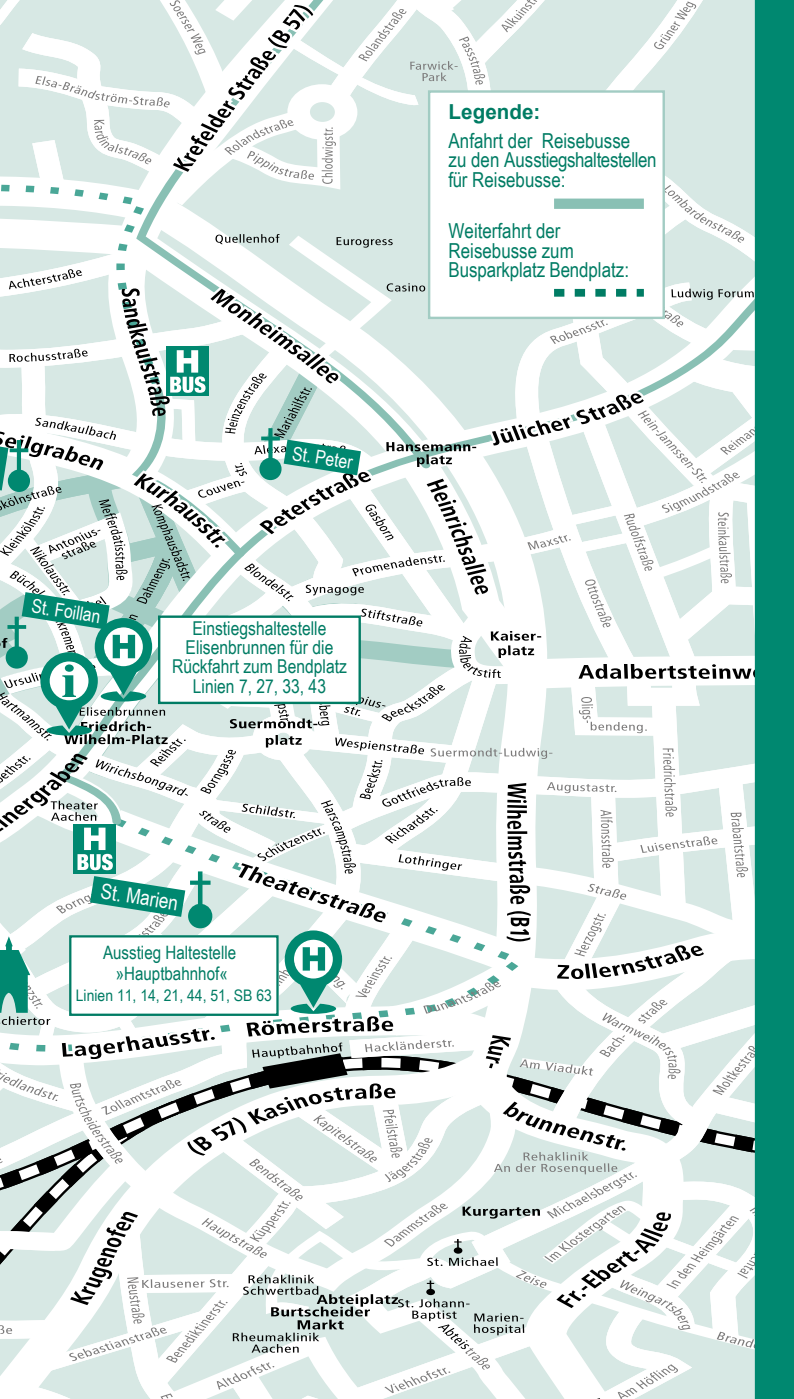 Soerser Weg
Krefelder Straße (B 57)
Rolandstraße
Passstraße
Grüner Weg
Farwick-
Park
Elsa-Brändström-Straße
Kardinalstraße
Rolandstraße
Pippinstraße
Chlodwigstr.
Legende:
Anfahrt der Reisebusse
zu den Ausstiegshaltestellen
für Reisebusse:
Weiterfahrt der
Reisebusse zum
Busparkplatz Bendplatz:
Lombardenstraße
Quellenhof
Eurogress
Casino
Ludwig Forum
Achterstraße
Sandkaulstraße
Monheimsallee
Robensstr.
Rochusstraße
H
BUS
Heinzenstraße
Mariahilfstr.
Jülicher Straße
Sandkaulbach
Seilgraben
St. Peter
Hansemann-
platz
Hein-Janssen-Str.
Couven-
str.
Kurhausstr.
Peterstraße
Heinrichsallee
Sigmundstraße
Kleinkölnstr.
Antonius-
straße
Mefferdatisstraße
Komphausbadstr.
Gasborn
Maxstr.
Rudolfstraße
Steinkaulstraße
Nikolausstr.
Dahmengr.
Blondelstr.
Promenadenstr.
Synagoge
Ottostraße
St. Foillan
Stiftstraße
H
Einstiegshaltestelle
Elisenbrunnen für die
Rückfahrt zum Bendplatz
Linien 7, 27, 33, 43
Adalbertstift
Kaiser-
platz
Adalbertsteinw
i
Hartmannstr.
Elisenbrunnen
Friedrich-
Wilhelm-Platz
Beeckstraße
Oligs-
bendeng.
Suermondt-
platz
Reihstr.
Wespienstraße
Suermondt-Ludwig-
Friedrichstraße
Wirichsbongard-
straße
Borngasse
Beeckstr.
Gottfriedstraße
Wilhelmstraße (B1)
Augustastr.
Theater
Aachen
Schildstr.
Harscampstraße
Richardstr.
Alfonsstraße
Brabantstraße
H
BUS
Schützenstr.
Lothringer
Straße
Luisenstraße
St. Marien
Theaterstraße
Herzogstr.
Ausstieg Haltestelle
»Hauptbahnhof«
Linien 11, 14, 21, 44, 51, SB 63
H
Vereinsstr.
Zollernstraße
Dunantstraße
Lagerhausstr.
Römerstraße
Warmweiherstraße
Bach-
straße
Hauptbahnhof
Hackländerstr.
Kur-
brunnenstr.
Am Viadukt
Moltkestraße
Zollamtstraße
Burtscheiderstraße
(B 57) Kasinostraße
Kapitelstraße
Pfeilstraße
Jägerstraße
Rehaklinik
An der Rosenquelle
Bendstraße
Krugenofen
Hauptstraße
Küpperstr.
Dammstraße
Kurgarten
Michaelsbergstr.
Im Klostergarten
Fr.-Ebert-Allee
In den Heimgärten
St. Michael
Zeise
Weingartsberg
Neustraße
Klausener Str.
Rehaklinik
Schwertbad
Abteiplatz
Burtscheider
Markt
St. Johann-
Baptist
Marien-
hospital
Benediktinerstr.
Rheumaklinik
Aachen
Abteistraße
Sebastianstraße
Altdorfstr.
Viehhofstr.
Am Höfling